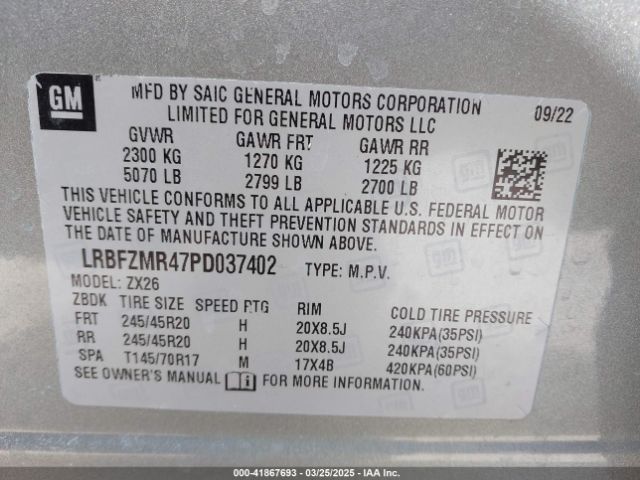 GM
MFD BY SAIC GENERAL MOTORS CORPORATION 09/22
LIMITED FOR GENERAL MOTORS LLC
GVWR GAWR FRT GAWR RR
2300 KG 1270 KG 1225 KG
5070 LB 2799 LB 2700 LB
THIS VEHICLE CONFORMS TO ALL APPLICABLE U.S. FEDERAL MOTOR
VEHICLE SAFETY AND THEFT PREVENTION STANDARDS IN EFFECT ON
THE DATE OF MANUFACTURE SHOWN ABOVE.
LRBFZMR47PD037402 TYPE: M.P.V.
MODEL: ZX26
ZBDK TIRE SIZE SPEED RTG RIM COLD TIRE PRESSURE
FRT 245/45R20 H 20X8.5J 240KPA(35PSI)
RR 245/45R20 H 20X8.5J 240KPA(35PSI)
SPA T145/70R17 M 17X4B 420KPA(60PSI)
SEE OWNER'S MANUAL FOR MORE INFORMATION.
000-41867693 - 03/25/2025 - IAA Inc.